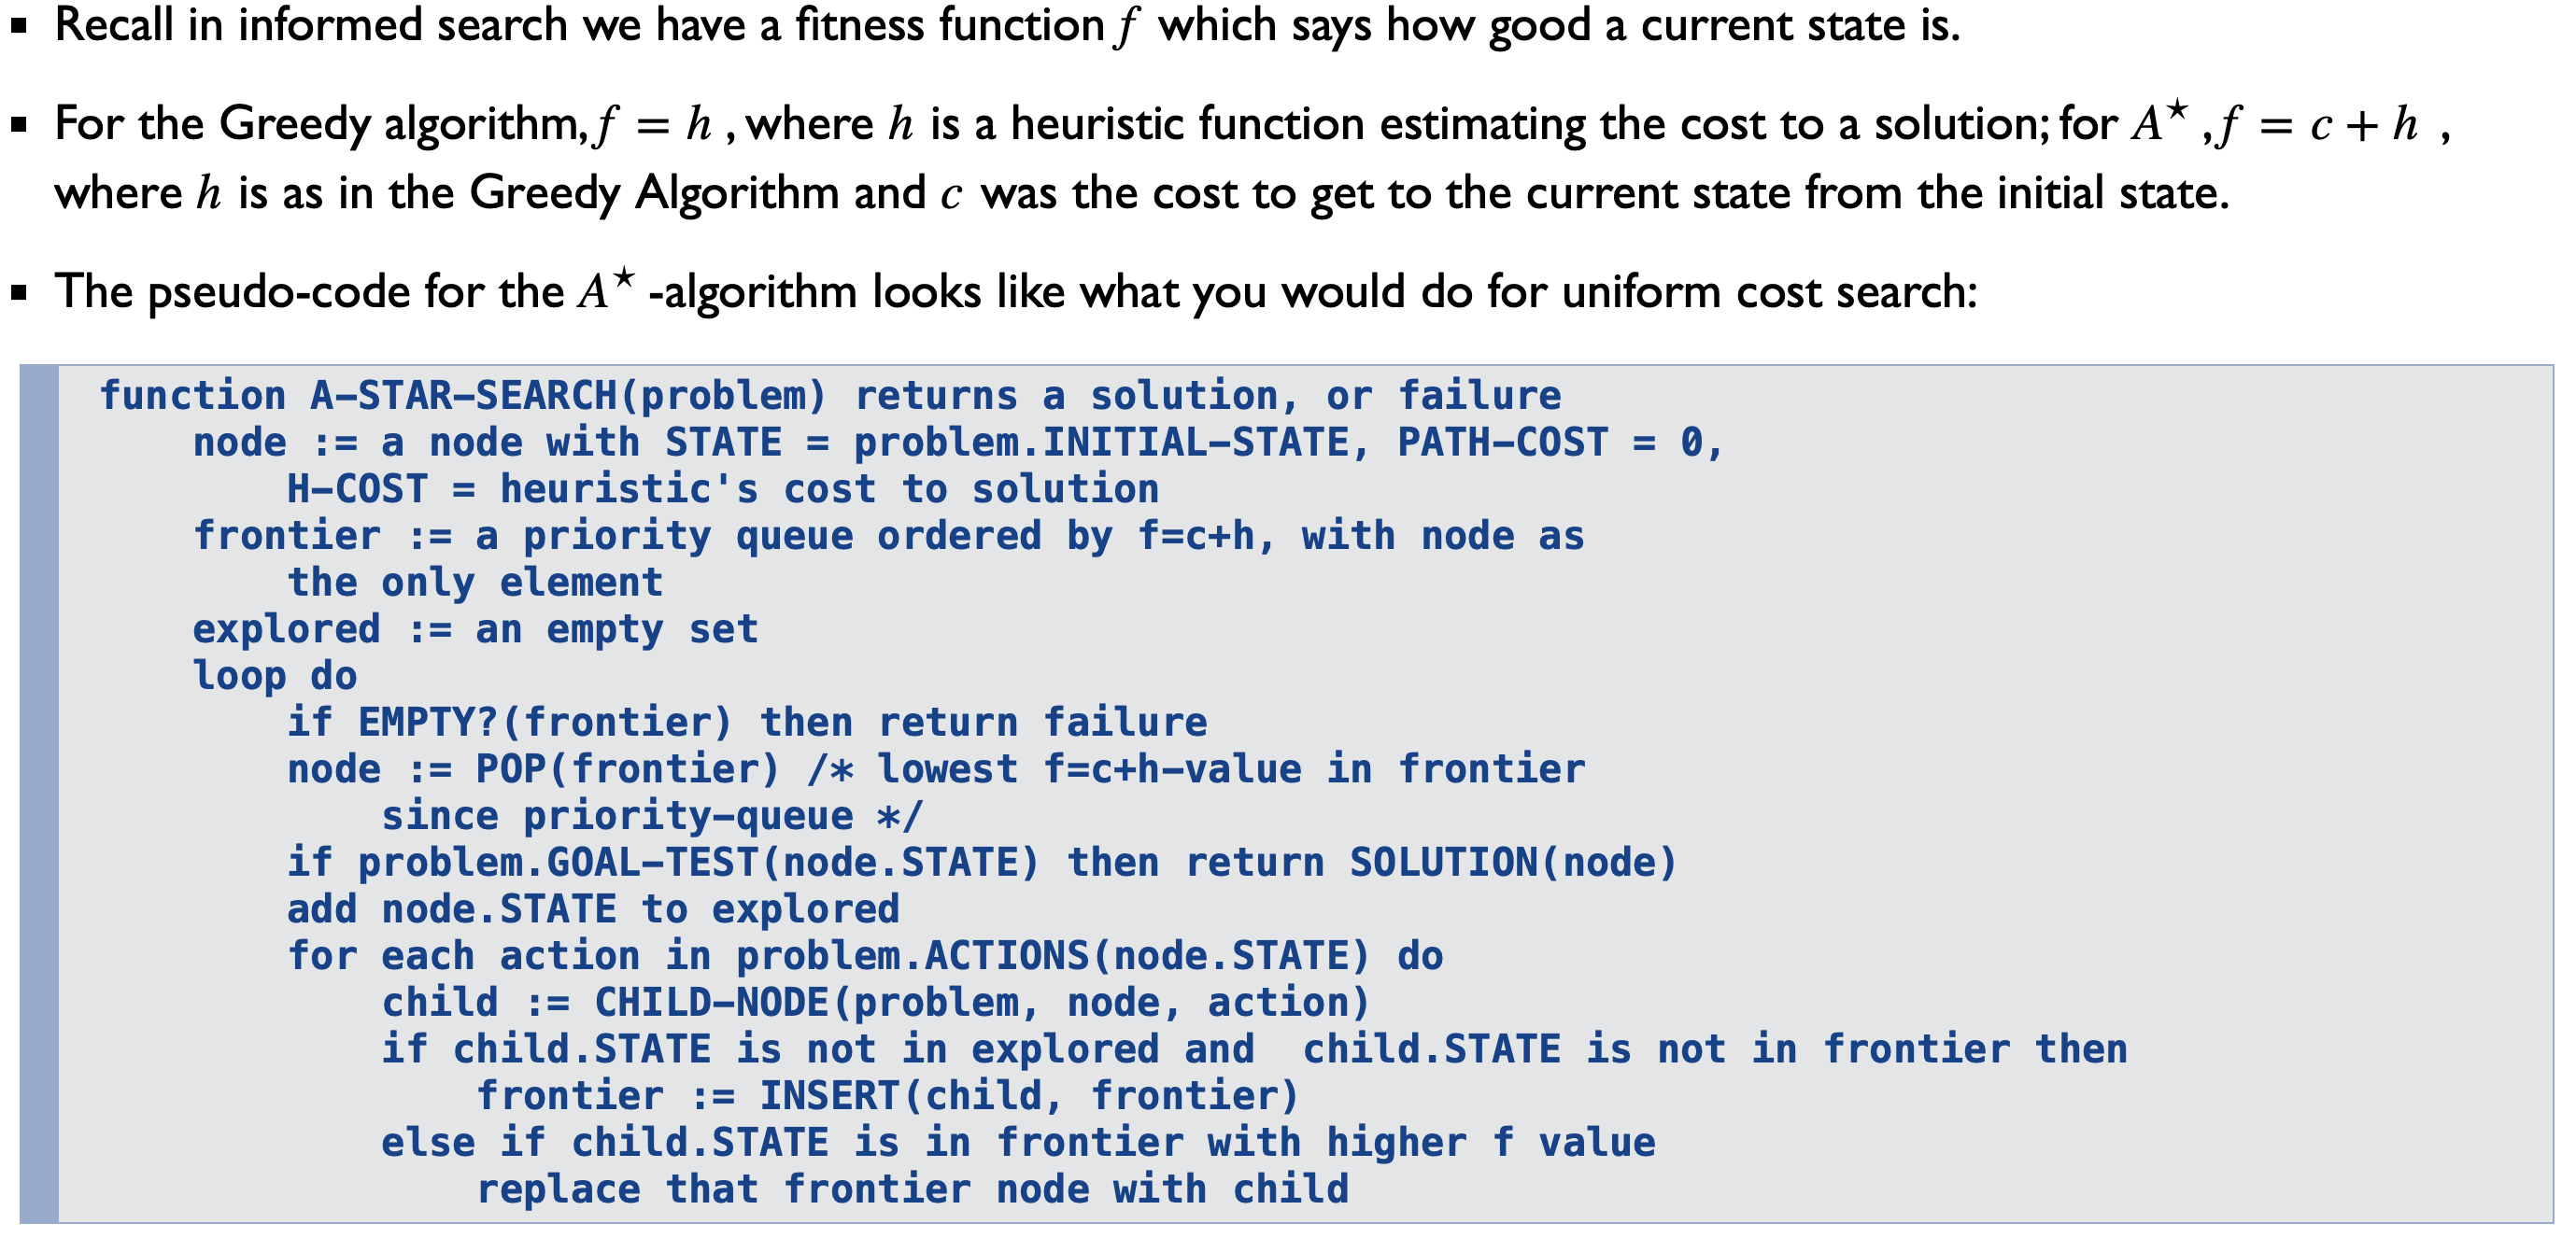 ▪ Recall in informed search we have a fitness function f which says how good a current state is.
▪ For the Greedy algorithm, f = h , where h is a heuristic function estimating the cost to a solution; for A★ , f = c + h ,
where h is as in the Greedy Algorithm and c was the cost to get to the current state from the initial state.
▪ The pseudo-code for the A★ -algorithm looks like what you would do for uniform cost search:
function A-STAR-SEARCH(problem) returns a solution, or failure
    node := a node with STATE = problem.INITIAL-STATE, PATH-COST = 0,
        H-COST = heuristic's cost to solution
    frontier := a priority queue ordered by f=c+h, with node as
        the only element
    explored := an empty set
    loop do
        if EMPTY?(frontier) then return failure
        node := POP(frontier) /* lowest f=c+h-value in frontier
            since priority-queue */
        if problem.GOAL-TEST(node.STATE) then return SOLUTION(node)
        add node.STATE to explored
        for each action in problem.ACTIONS(node.STATE) do
            child := CHILD-NODE(problem, node, action)
            if child.STATE is not in explored and  child.STATE is not in frontier then
                frontier := INSERT(child, frontier)
            else if child.STATE is in frontier with higher f value
                replace that frontier node with child